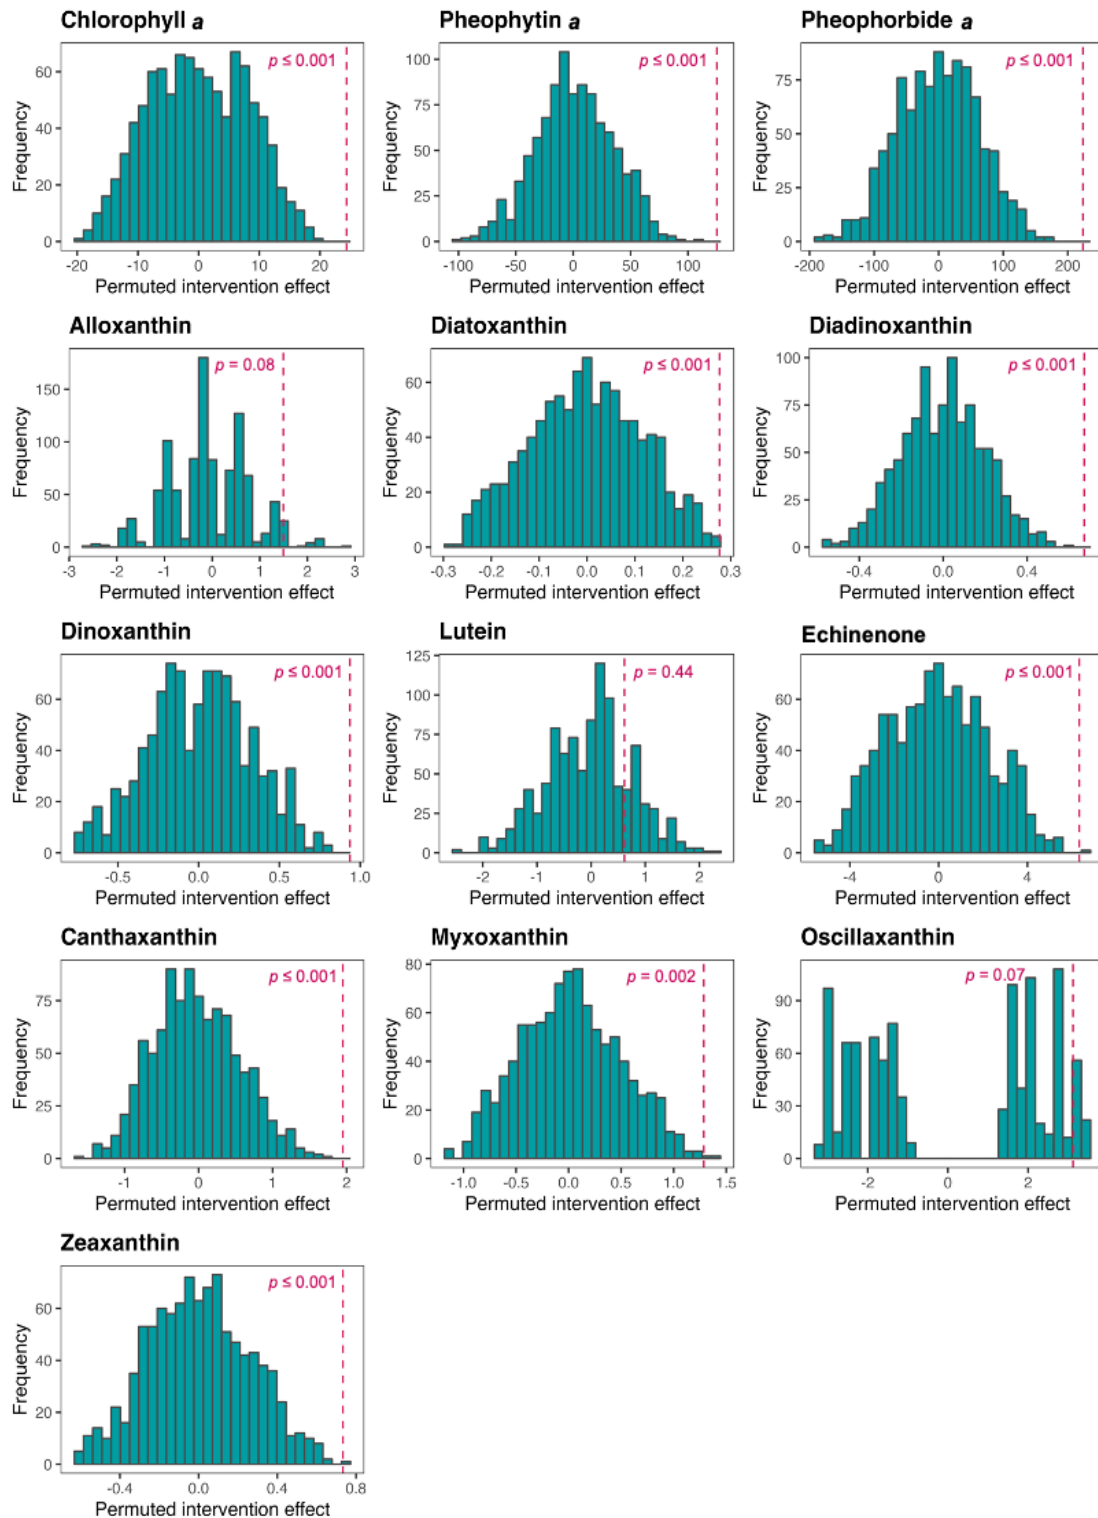 Chlorophyll a
p ≤ 0.001
Frequency
60
40
20
0
-20
-10
0
10
20
Permuted intervention effect
Pheophytin a
p ≤ 0.001
Frequency
100
75
50
25
0
-100
-50
0
50
100
Permuted intervention effect
Pheophorbide a
p ≤ 0.001
Frequency
75
50
25
0
-200
-100
0
100
200
Permuted intervention effect
Alloxanthin
p = 0.08
Frequency
150
100
50
0
-3
-2
-1
0
1
2
3
Permuted intervention effect
Diatoxanthin
p ≤ 0.001
Frequency
60
40
20
0
-0.3
-0.2
-0.1
0.0
0.1
0.2
0.3
Permuted intervention effect
Diadinoxanthin
p ≤ 0.001
Frequency
100
75
50
25
0
-0.4
0.0
0.4
Permuted intervention effect
Dinoxanthin
p ≤ 0.001
Frequency
60
40
20
0
-0.5
0.0
0.5
1.0
Permuted intervention effect
Lutein
p = 0.44
Frequency
125
100
75
50
25
0
-2
-1
0
1
2
Permuted intervention effect
Echinenone
p ≤ 0.001
Frequency
60
40
20
0
-4
0
4
Permuted intervention effect
Canthaxanthin
p ≤ 0.001
Frequency
75
50
25
0
-1
0
1
2
Permuted intervention effect
Myxoxanthin
p = 0.002
Frequency
80
60
40
20
0
-1.0
-0.5
0.0
0.5
1.0
1.5
Permuted intervention effect
Oscillaxanthin
p = 0.07
Frequency
90
60
30
0
-2
0
2
Permuted intervention effect
Zeaxanthin
p ≤ 0.001
Frequency
60
40
20
0
-0.4
0.0
0.4
0.8
Permuted intervention effect